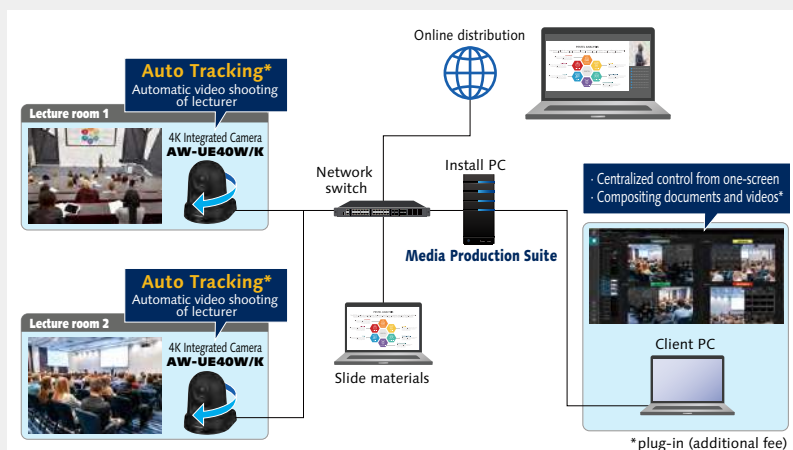 Online distribution
Auto Tracking*
Automatic video shooting
of lecturer
Lecture room 1
4K Integrated Camera
AW-UE40W/K
Network
switch
Install PC
Media Production Suite
· Centralized control from one-screen
· Compositing documents and videos*
Auto Tracking*
Automatic video shooting
of lecturer
Lecture room 2
4K Integrated Camera
AW-UE40W/K
Slide materials
Client PC
*plug-in (additional fee)